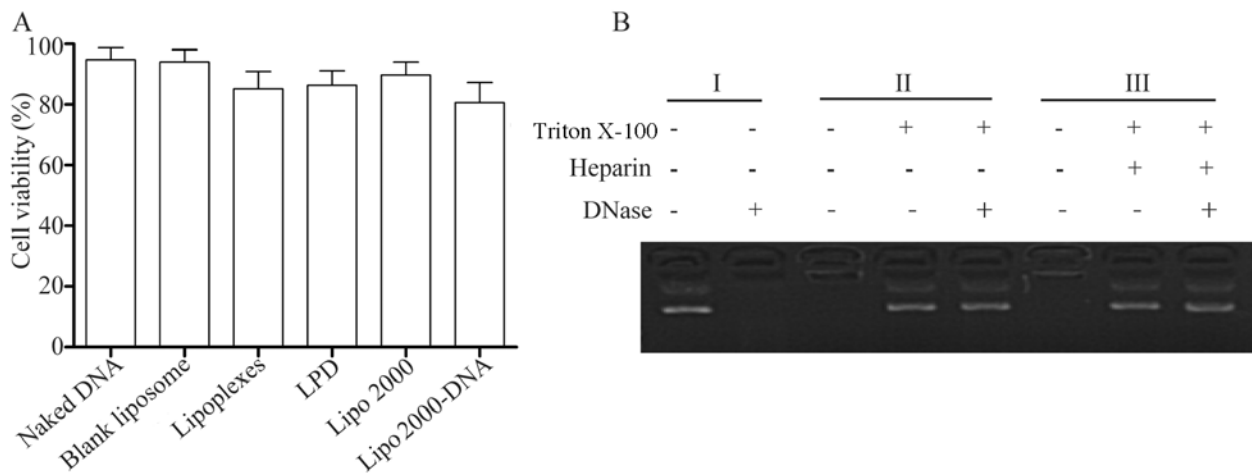 A
Cell viability (%)
100
80
60
40
20
0
Naked DNA
Blank liposome
Lipoplexes
LPD
Lipo 2000
Lipo 2000-DNA
B
I II III
Triton X-100 - - - + + - + +
Heparin - - - - - - + +
DNase - + - - + - - +